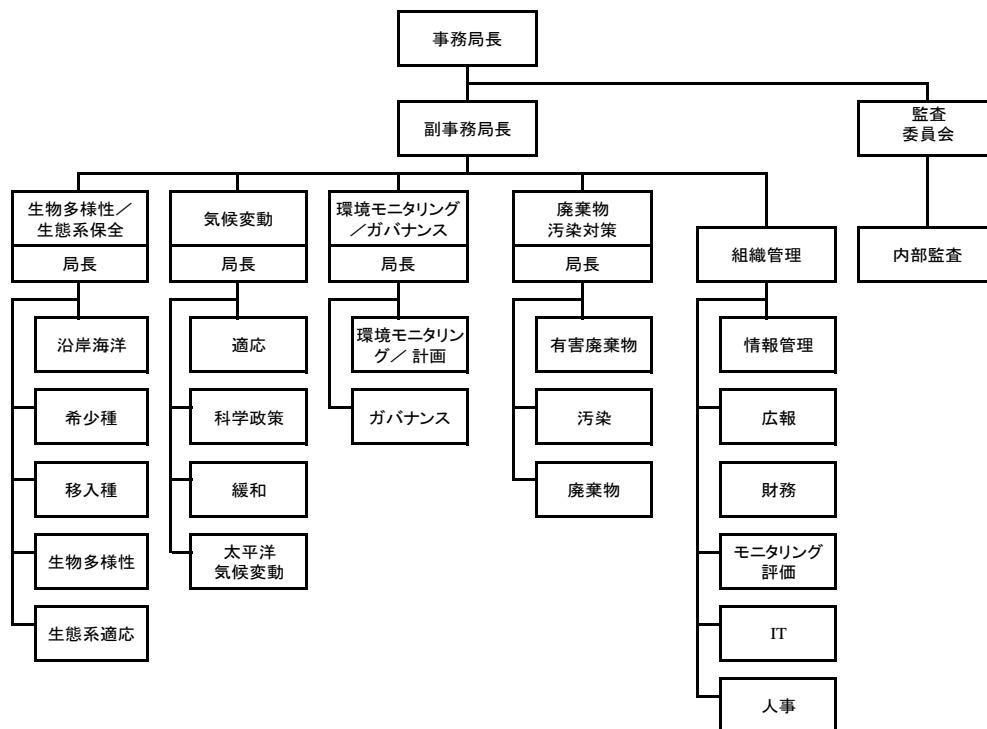 事務局長
副事務局長
監査
委員会
生物多様性／
生態系保全
局長
気候変動
局長
環境モニタリング
／ガバナンス
局長
廃棄物
汚染対策
局長
組織管理
内部監査
沿岸海洋
希少種
移入種
生物多様性
生態系適応
適応
科学政策
緩和
太平洋
気候変動
環境モニタリン
グ／ 計画
ガバナンス
有害廃棄物
汚染
廃棄物
情報管理
広報
財務
モニタリング
評価
IT
人事